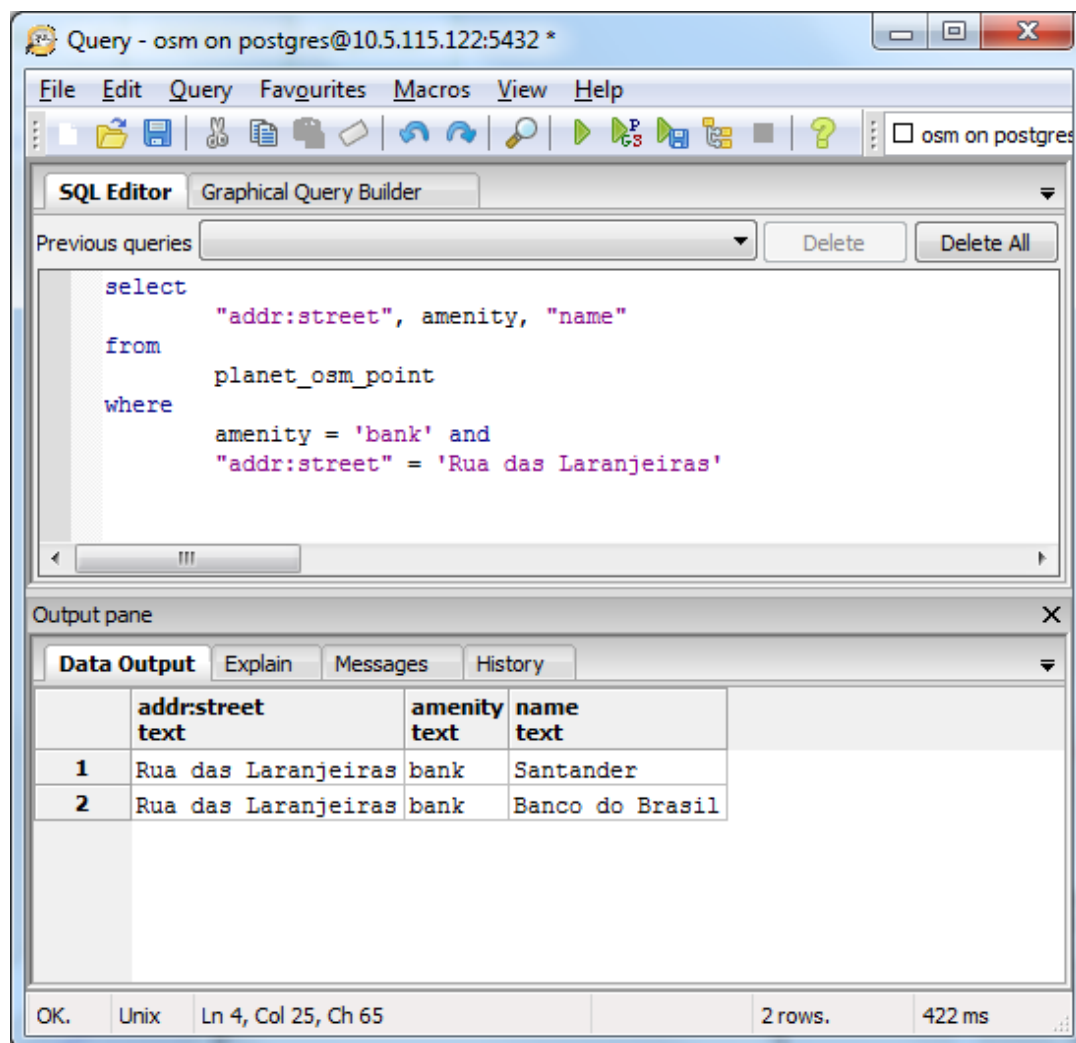 Query - osm on postgres@10.5.115.122:5432 *
File Edit Query Favourites Macros View Help
osm on postgres
SQL Editor Graphical Query Builder
Previous queries Delete Delete All
select
"addr:street", amenity, "name"
from
planet_osm_point
where
amenity = 'bank' and
"addr:street" = 'Rua das Laranjeiras'
Output pane
Data Output Explain Messages History
addr:street amenity name
text text text
1 Rua das Laranjeiras bank Santander
2 Rua das Laranjeiras bank Banco do Brasil
OK. Unix Ln 4, Col 25, Ch 65 2 rows. 422 ms